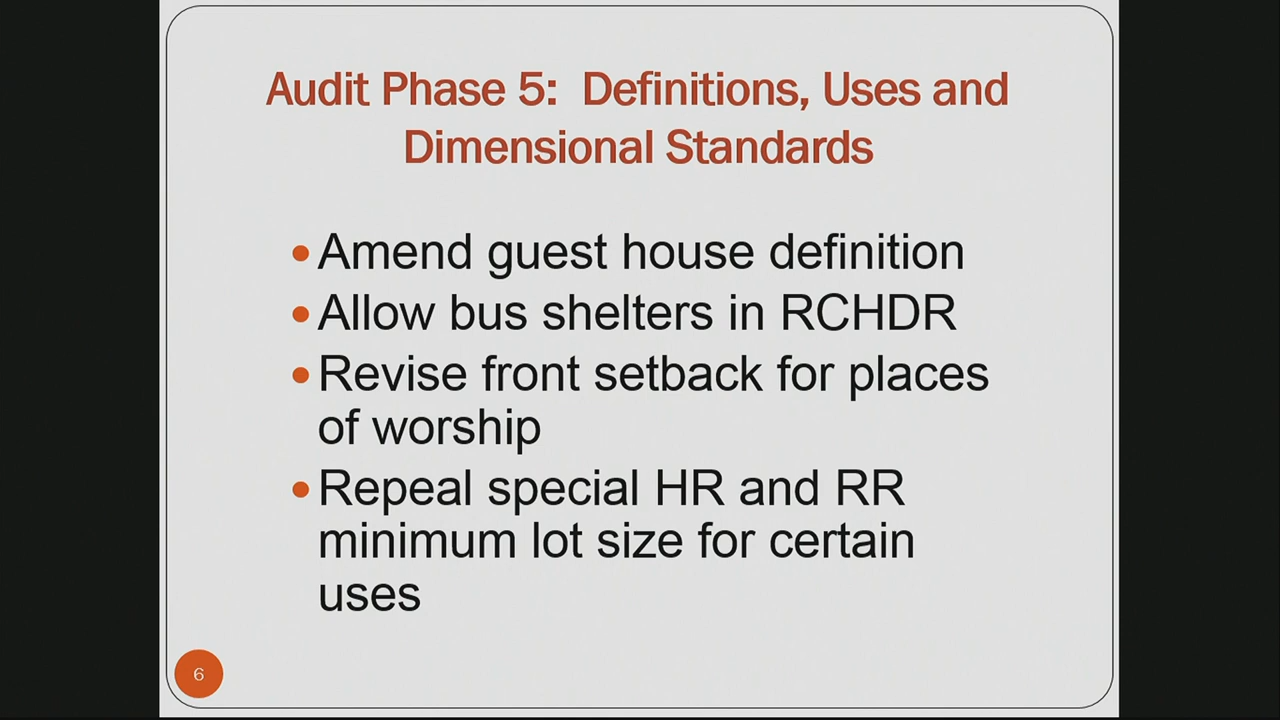 Audit Phase 5:  Definitions, Uses and
Dimensional Standards
•Amend guest house definition
•Allow bus shelters in RCHDR
•Revise front setback for places
of worship
•Repeal special HR and RR
minimum lot size for certain
uses
6